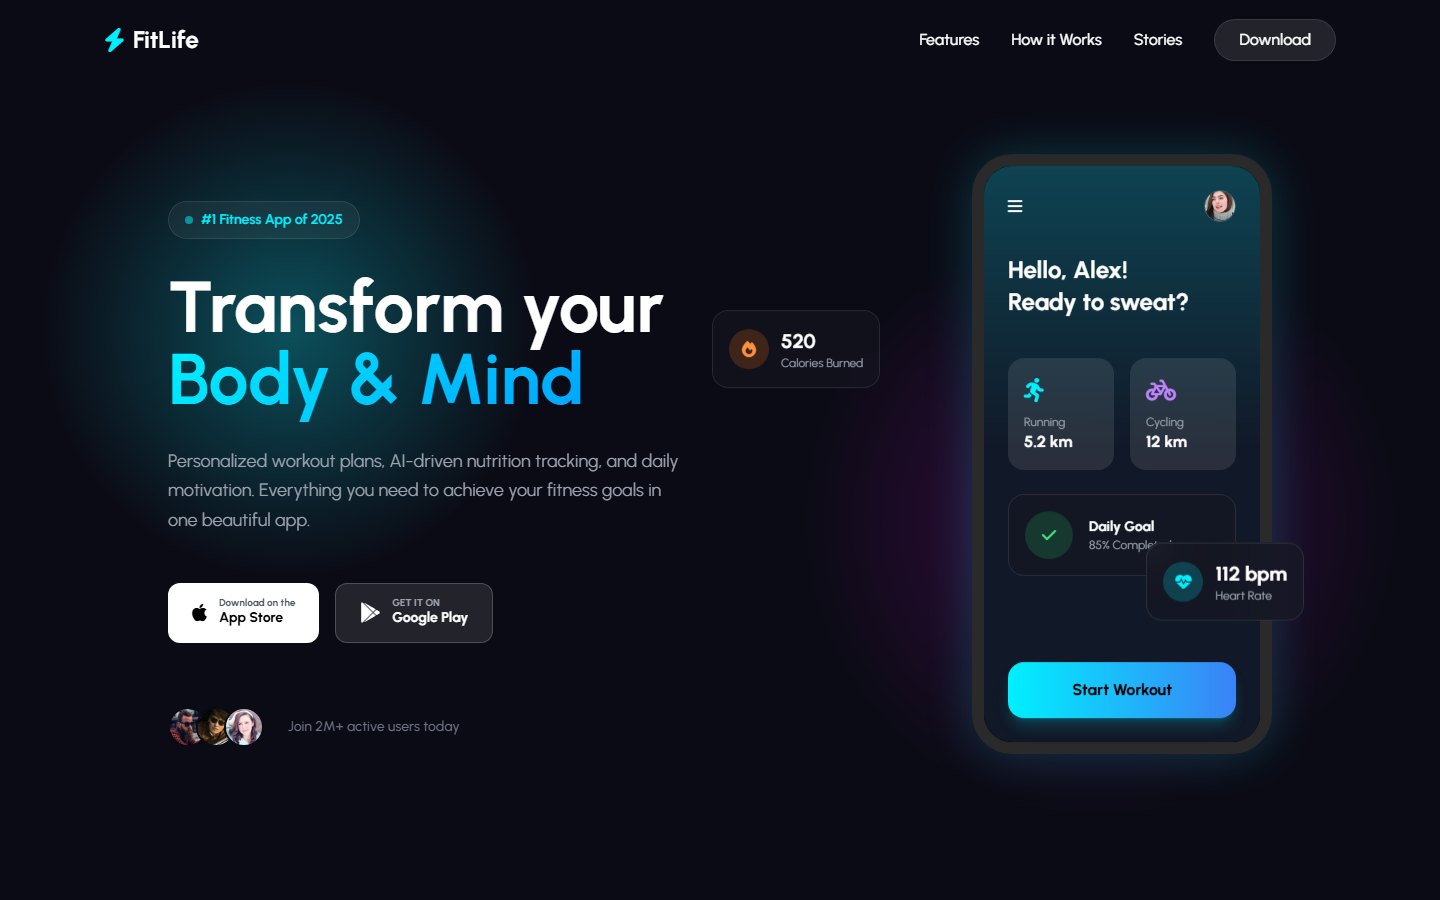 FitLife
Features
How it Works
Stories
Download
#1 Fitness App of 2025
Transform your
Body & Mind
Personalized workout plans, AI-driven nutrition tracking, and daily
motivation. Everything you need to achieve your fitness goals in
one beautiful app.
Download on the
App Store
GET IT ON
Google Play
Join 2M+ active users today
520
Calories Burned
Hello, Alex!
Ready to sweat?
Running
5.2 km
Cycling
12 km
Daily Goal
85%
112 bpm
Heart Rate
Start Workout